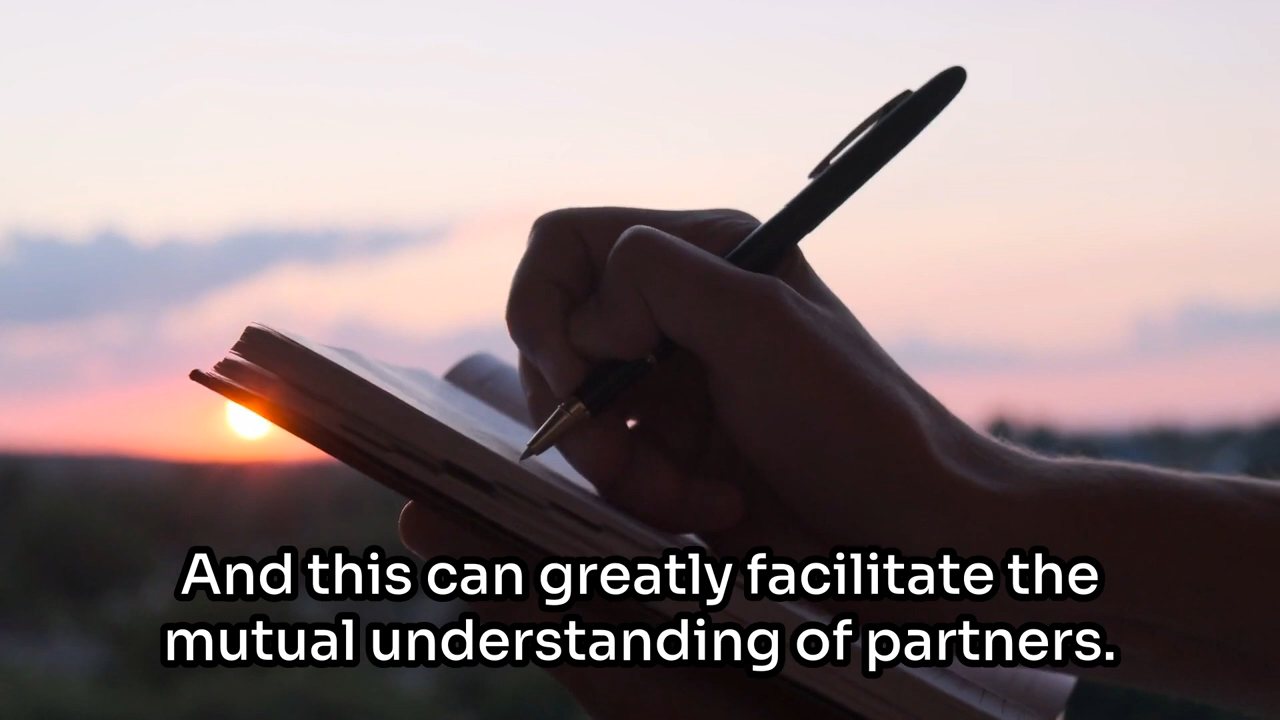 And this can greatly facilitate the
mutual understanding of partners.